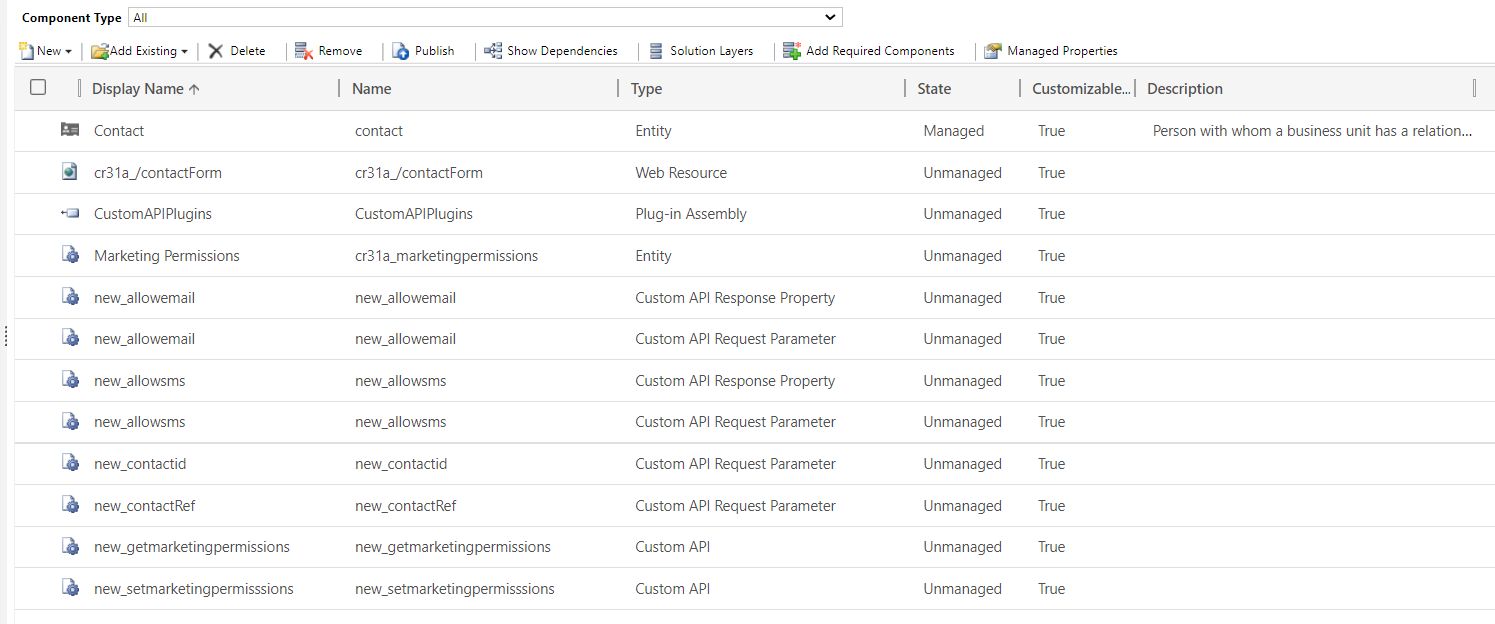 Component Type All
New Add Existing Delete Remove Publish Show Dependencies Solution Layers Add Required Components Managed Properties
Display Name Name Type State Customizable... Description
Contact contact Entity Managed True Person with whom a business unit has a relation...
cr31a_/contactForm cr31a_/contactForm Web Resource Unmanaged True
CustomAPIPlugins CustomAPIPlugins Plug-in Assembly Unmanaged True
Marketing Permissions cr31a_marketingpermissions Entity Unmanaged True
new_allowemail new_allowemail Custom API Response Property Unmanaged True
new_allowemail new_allowemail Custom API Request Parameter Unmanaged True
new_allowsms new_allowsms Custom API Response Property Unmanaged True
new_allowsms new_allowsms Custom API Request Parameter Unmanaged True
new_contactid new_contactid Custom API Request Parameter Unmanaged True
new_contactRef new_contactRef Custom API Request Parameter Unmanaged True
new_getmarketingpermissions new_getmarketingpermissions Custom API Unmanaged True
new_setmarketingpermisssions new_setmarketingpermisssions Custom API Unmanaged True